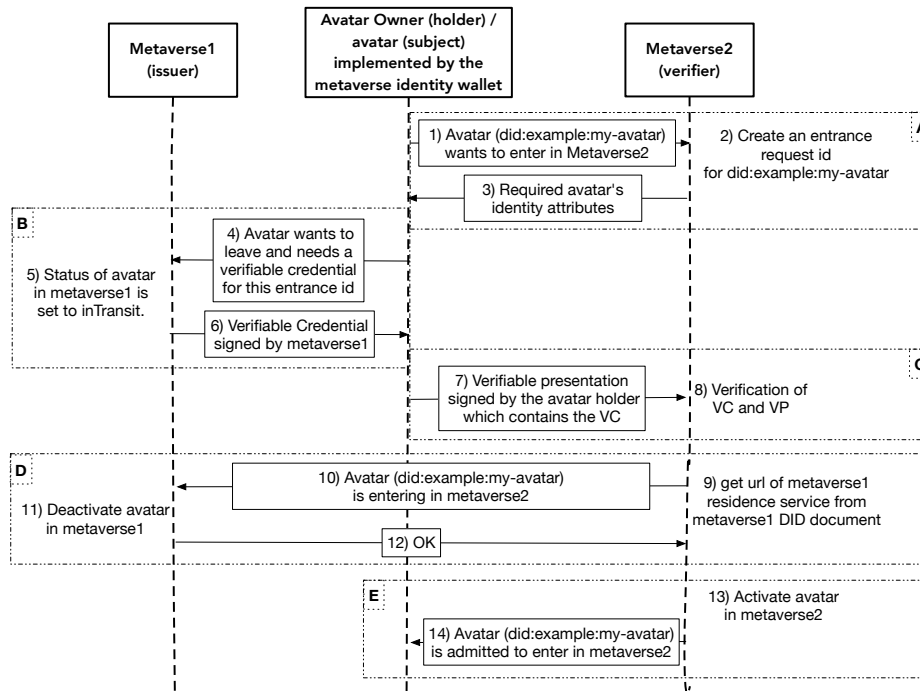 Metaverse1
(issuer)
Avatar Owner (holder) /
avatar (subject)
implemented by the
metaverse identity wallet
Metaverse2
(verifier)
A
1) Avatar (did:example:my-avatar)
wants to enter in Metaverse2
2) Create an entrance
request id
for did:example:my-avatar
3) Required avatar's
identity attributes
B
4) Avatar wants to
leave and needs a
verifiable credential
for this entrance id
5) Status of avatar
in metaverse1 is
set to inTransit.
6) Verifiable Credential
signed by metaverse1
C
7) Verifiable presentation
signed by the avatar holder
which contains the VC
8) Verification of
VC and VP
D
10) Avatar (did:example:my-avatar)
is entering in metaverse2
9) get url of metaverse1
residence service from
metaverse1 DID document
11) Deactivate avatar
in metaverse1
12) OK
E
13) Activate avatar
in metaverse2
14) Avatar (did:example:my-avatar)
is admitted to enter in metaverse2